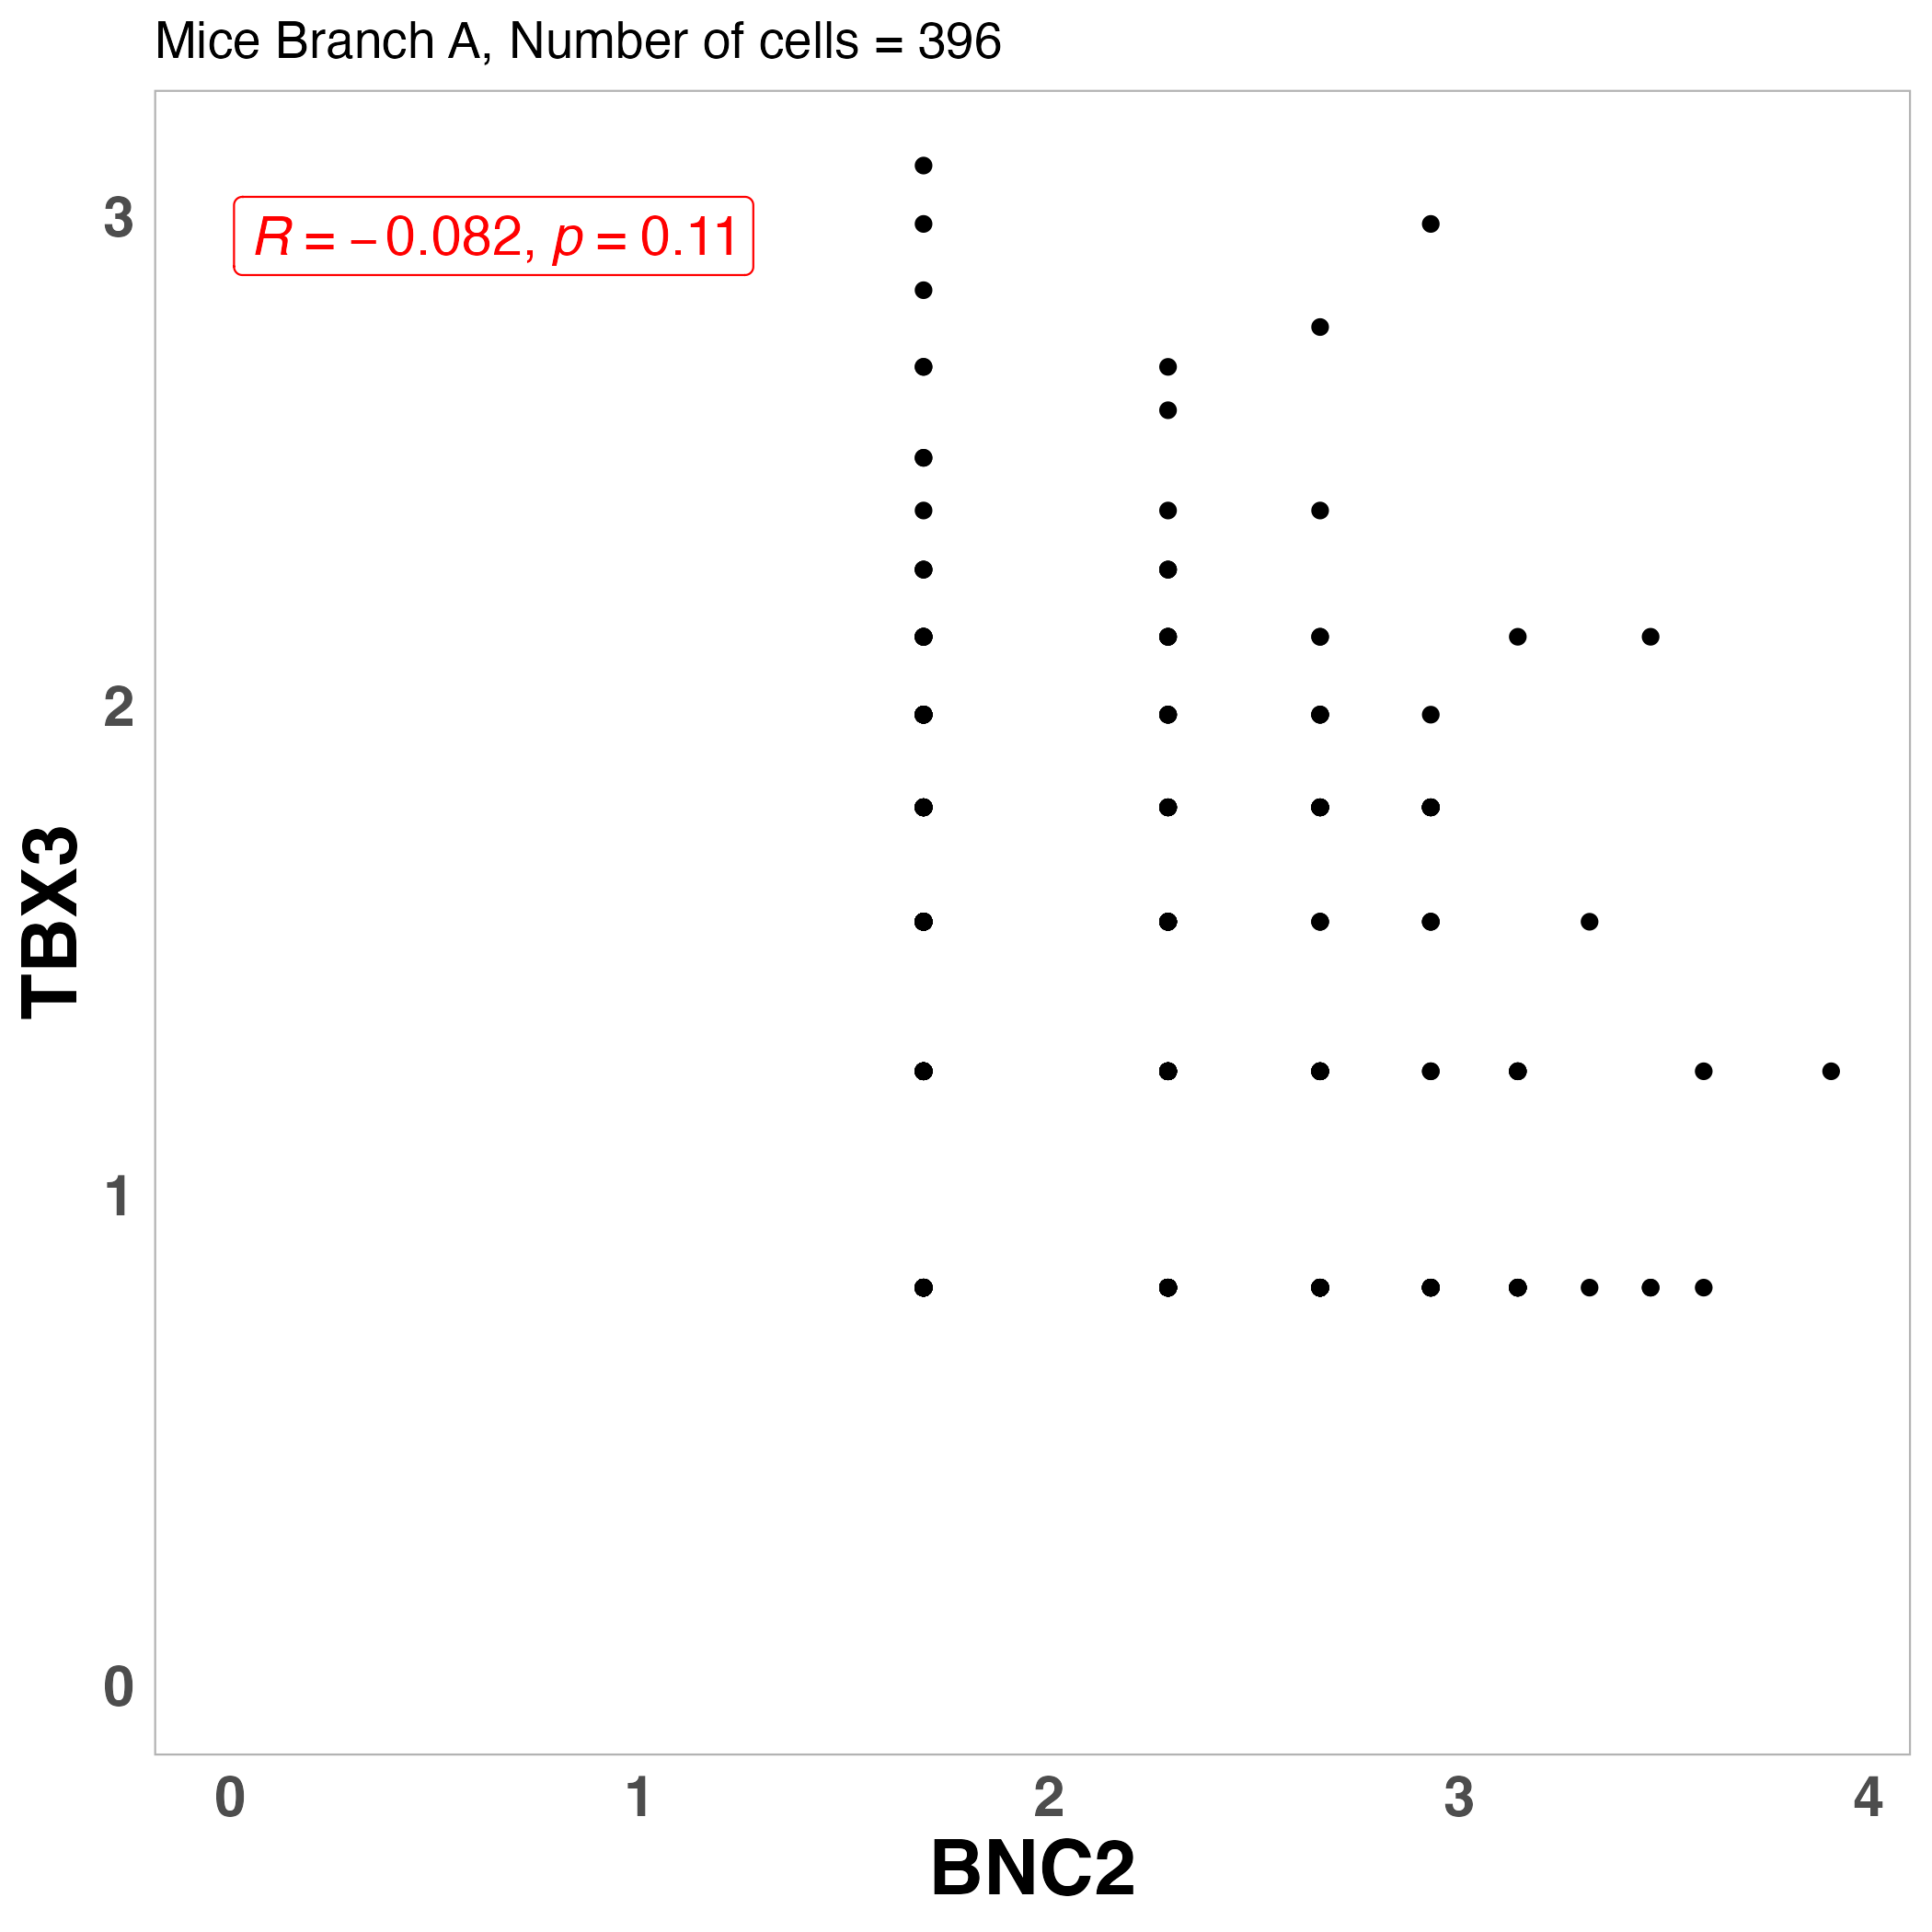 Mice Branch A, Number of cells = 396
R = −0.082, p = 0.11
3
2
1
0
TBX3
0 1 2 3 4
BNC2